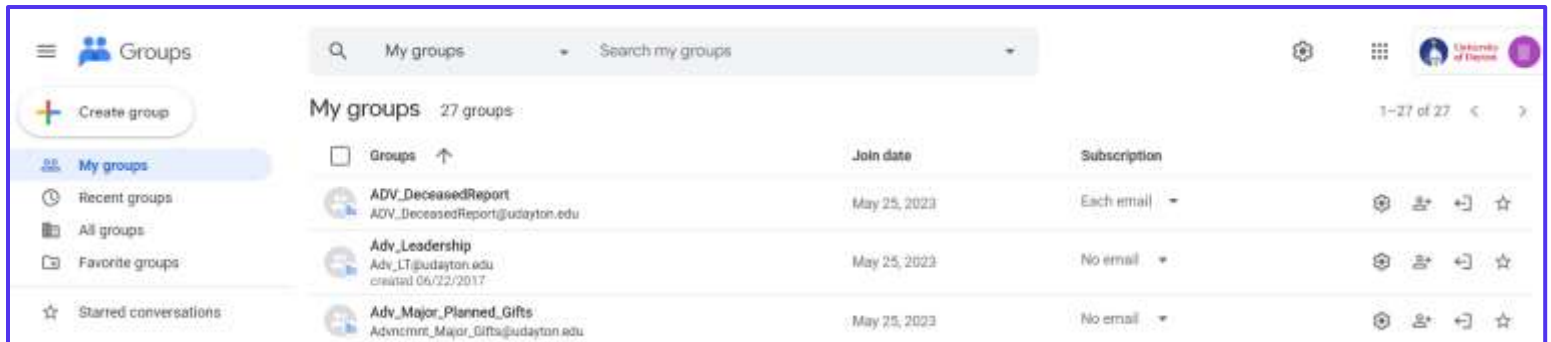 Groups
My groups
Search my groups
University
of Dayton
Create group
My groups 27 groups
1–27 of 27
My groups
Recent groups
All groups
Favorite groups
Starred conversations
Groups Join date Subscription
ADV_DeceasedReport
ADV_DeceasedReport@udayton.edu
May 25, 2023 Each email
Adv_Leadership
Adv_LT@udayton.edu
created 06/22/2017
May 25, 2023 No email
Adv_Major_Planned_Gifts
Advncmnt_Major_Gifts@udayton.edu
May 25, 2023 No email